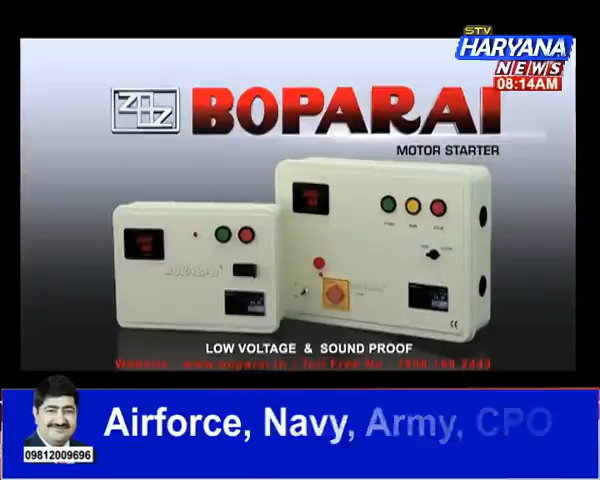 STV
HARYANA
NEWS
08:14AM
BOPARAI
MOTOR STARTER
BOPARAI
LOW VOLTAGE & SOUND PROOF
Website : www.boparai.in | Toll Free No : 1800 180 2443
Airforce, Navy, Army, CPO
09812009696